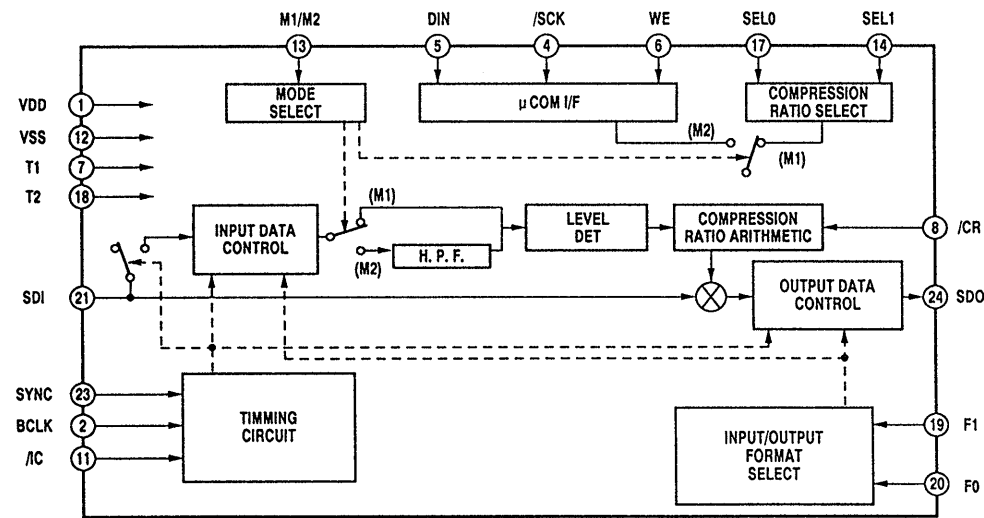 M1/M2 DIN /SCK WE SEL0 SEL1
13 5 4 6 17 14
VDD 1
MODE
SELECT
μ COM I/F
COMPRESSION
RATIO SELECT
VSS 12
(M2)
(M1)
T1 7
T2 18
(M1)
INPUT DATA
CONTROL
LEVEL
DET
COMPRESSION
RATIO ARITHMETIC
8 /CR
(M2)
H. P. F.
SDI 21
OUTPUT DATA
CONTROL
24 SDO
SYNC 23
BCLK 2
/IC 11
TIMMING
CIRCUIT
INPUT/OUTPUT
FORMAT
SELECT
19 F1
20 F0